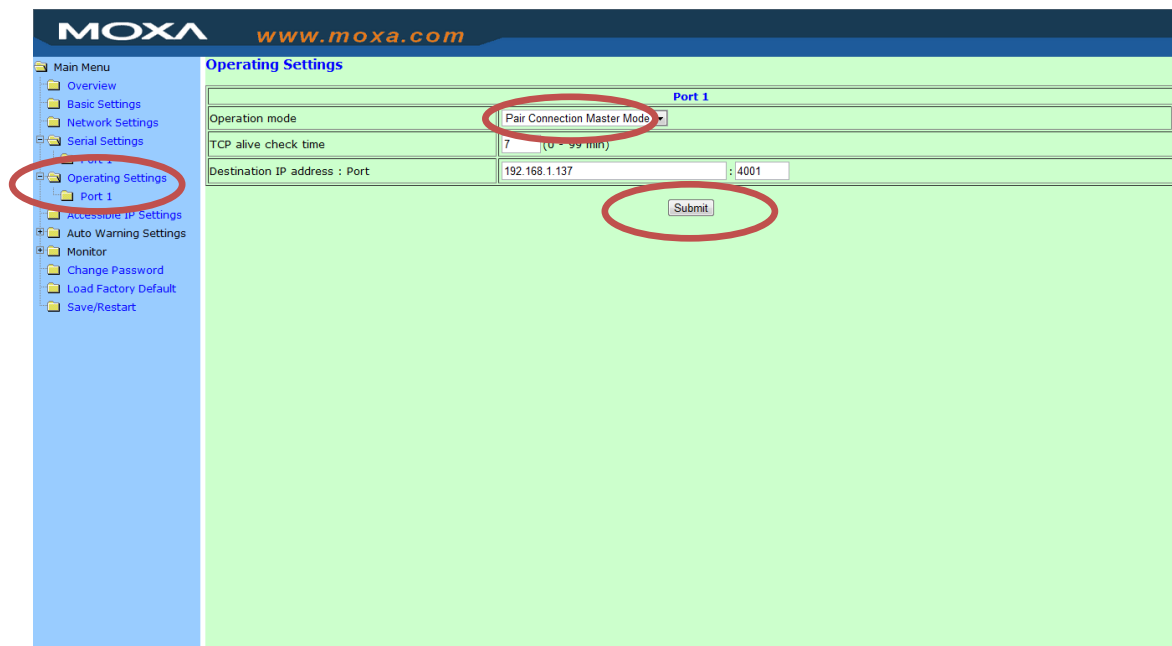 MOXA www.moxa.com
Main Menu
Overview
Basic Settings
Network Settings
Serial Settings
Port 1
Operating Settings
Port 1
Accessible IP Settings
Auto Warning Settings
Monitor
Change Password
Load Factory Default
Save/Restart
Operating Settings
Port 1
Operation mode Pair Connection Master Mode
TCP alive check time 7 (0 - 99 min)
Destination IP address : Port 192.168.1.137 : 4001
Submit